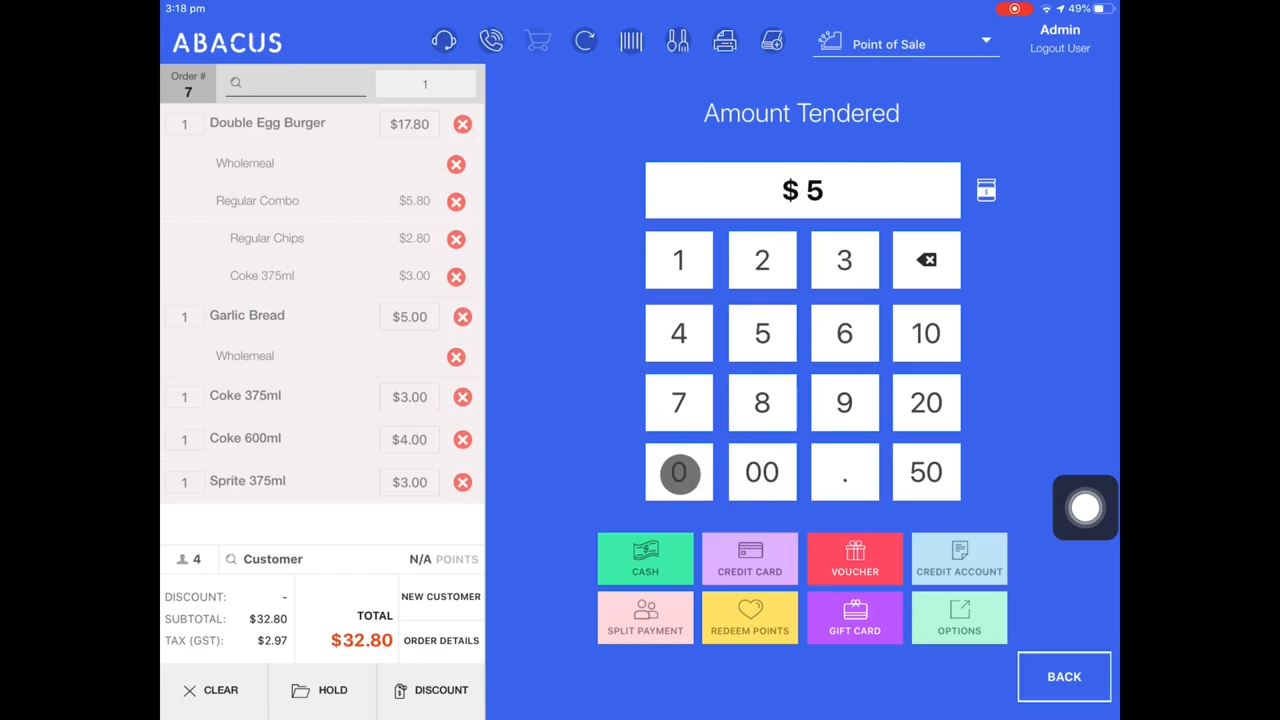 3:18 pm
49%
ABACUS
Point of Sale
Admin
Logout User
Order #
7
1
1 Double Egg Burger $17.80
Wholemeal
Regular Combo $5.80
Regular Chips $2.80
Coke 375ml $3.00
1 Garlic Bread $5.00
Wholemeal
1 Coke 375ml $3.00
1 Coke 600ml $4.00
1 Sprite 375ml $3.00
4 Customer N/A POINTS
DISCOUNT: -
SUBTOTAL: $32.80
TAX (GST): $2.97
TOTAL
$32.80
NEW CUSTOMER
ORDER DETAILS
CLEAR HOLD DISCOUNT
Amount Tendered
$ 5
1 2 3
4 5 6 10
7 8 9 20
0 00 . 50
CASH CREDIT CARD VOUCHER CREDIT ACCOUNT
SPLIT PAYMENT REDEEM POINTS GIFT CARD OPTIONS
BACK